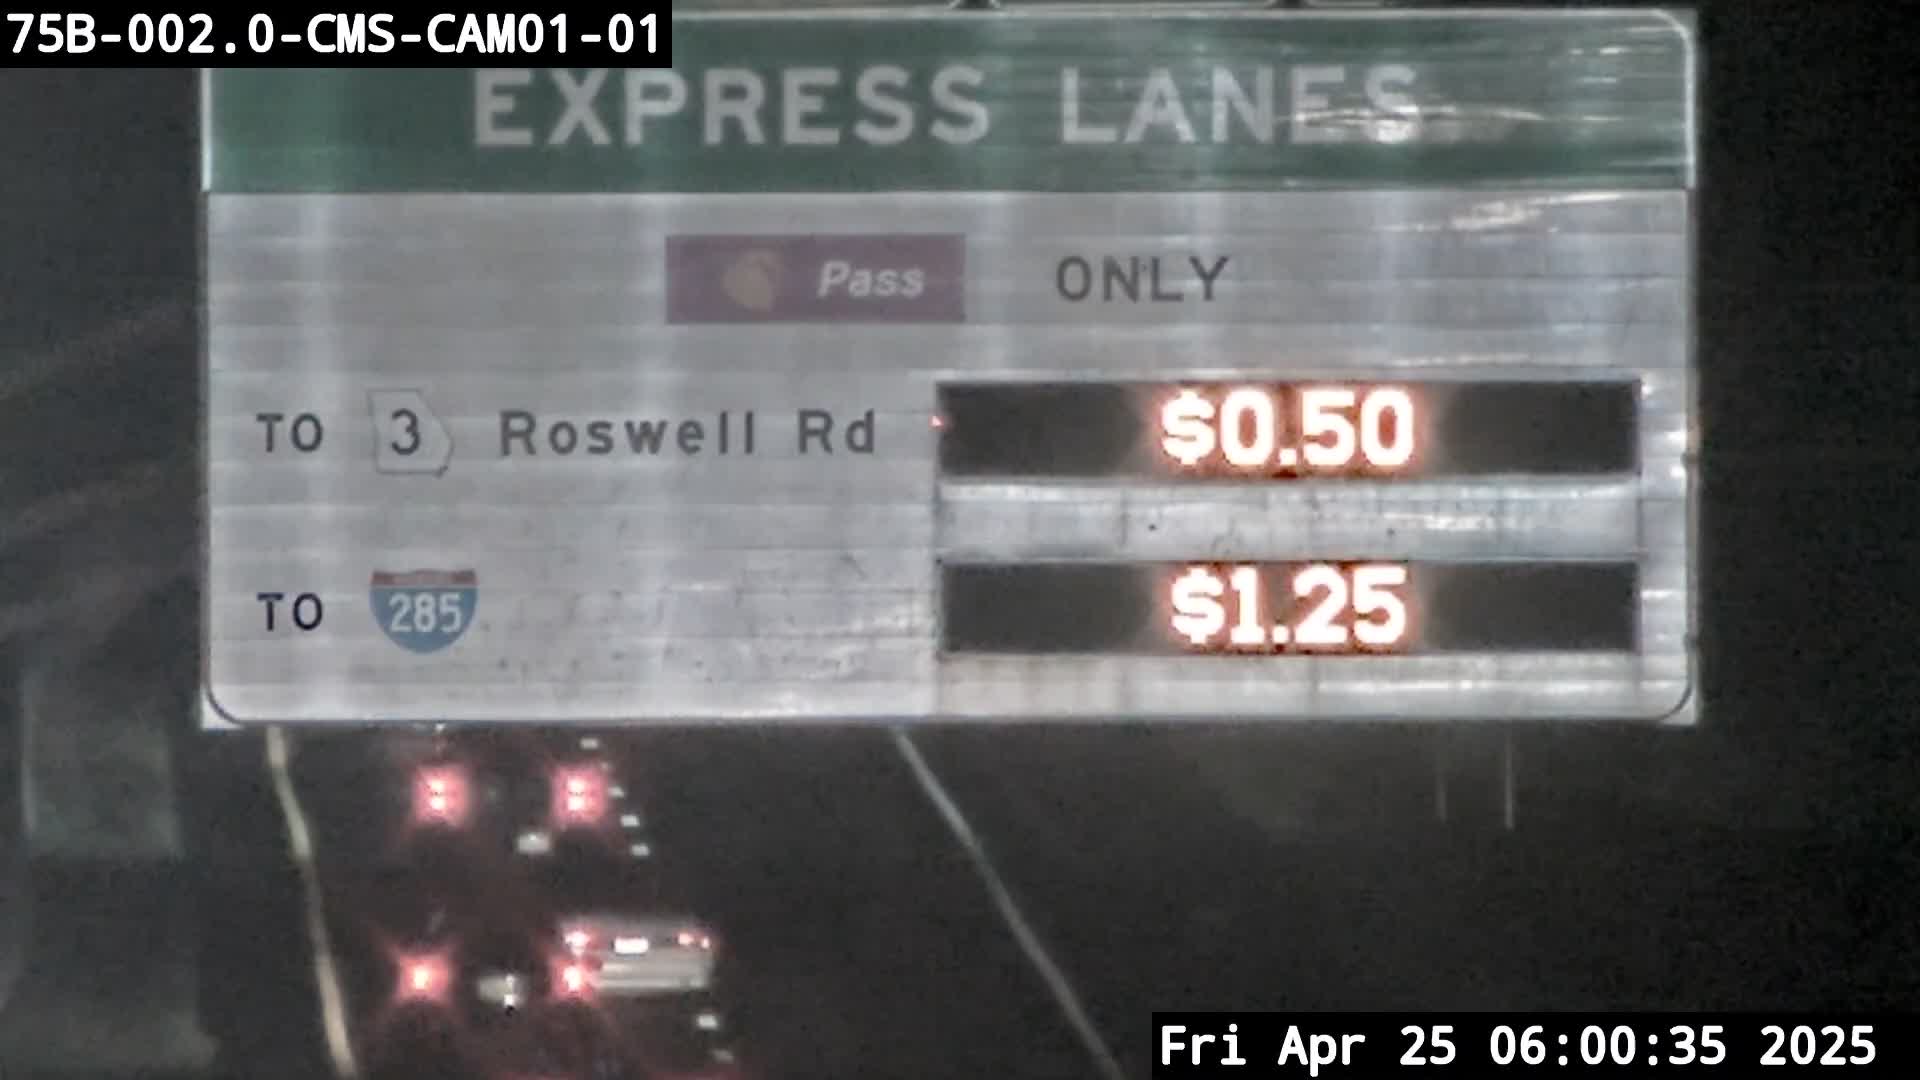 75B-002.0-CMS-CAM01-01
EXPRESS LANES
Pass ONLY
TO 3 Roswell Rd $0.50
TO 285 $1.25
Fri Apr 25 06:00:35 2025